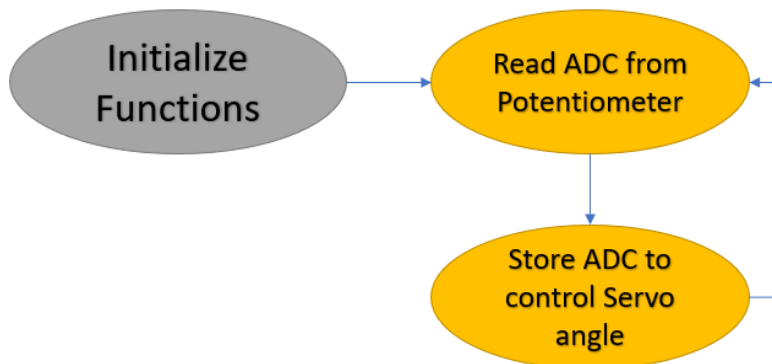 Initialize
Functions
Read ADC from
Potentiometer
Store ADC to
control Servo
angle